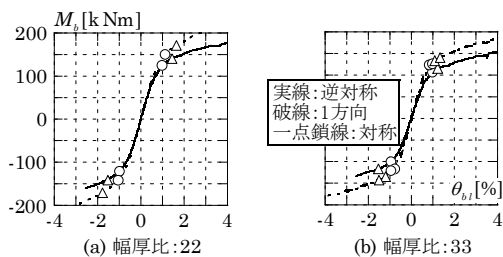 M_b[kNm]
200
100
0
-100
-200
-4 -2 0 2 4
(a) 幅厚比:22
実線:逆対称
破線:1方向
一点鎖線:対称
θ_bl[%]
-4 -2 0 2 4
(b) 幅厚比:33